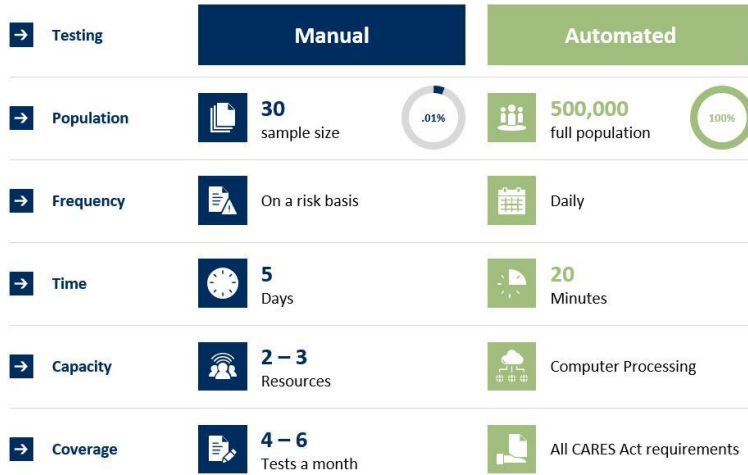 Testing
Manual
Automated
Population
30
sample size
.01%
500,000
full population
100%
Frequency
On a risk basis
Daily
Time
5
Days
20
Minutes
Capacity
2 – 3
Resources
Computer Processing
Coverage
4 – 6
Tests a month
All CARES Act requirements